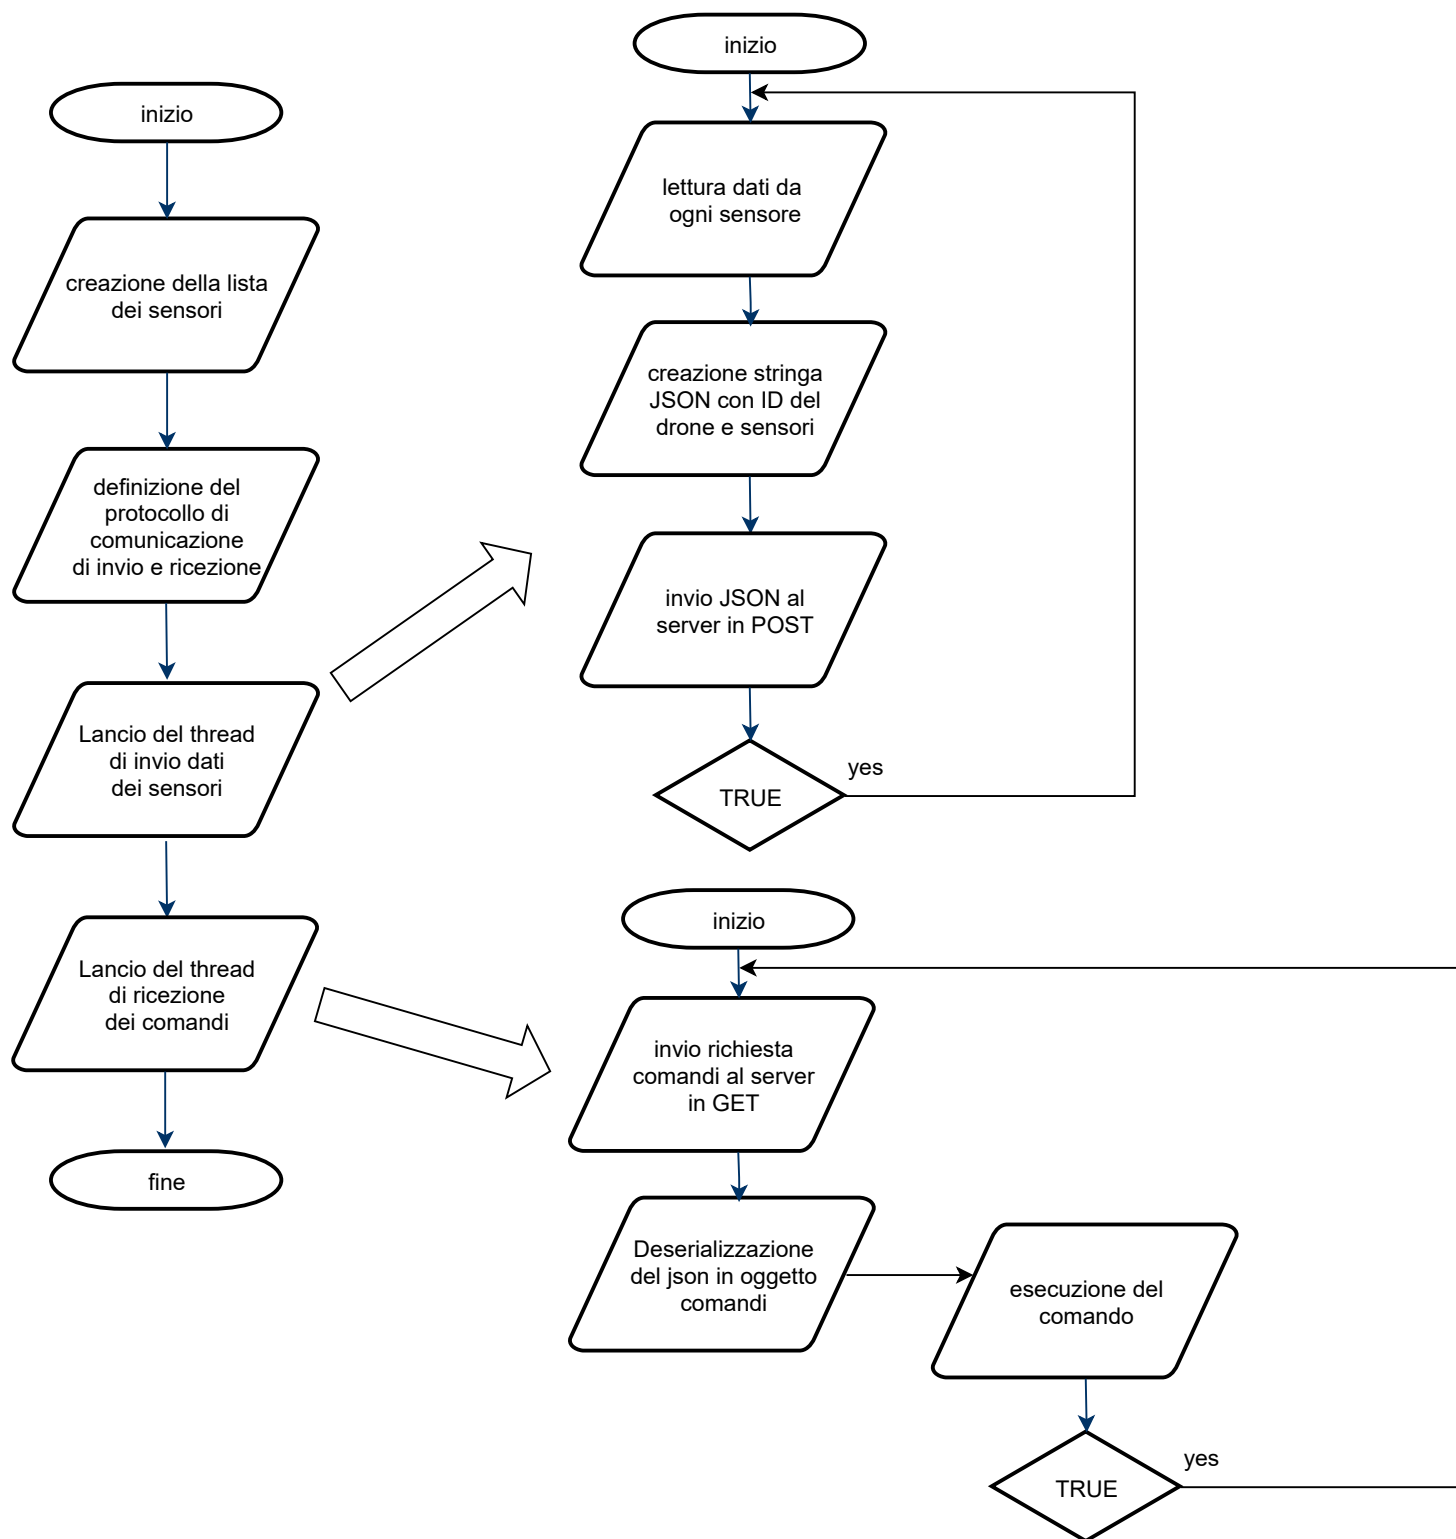 inizio
creazione della lista
dei sensori
definizione del
protocollo di
comunicazione
di invio e ricezione
Lancio del thread
di invio dati
dei sensori
Lancio del thread
di ricezione
dei comandi
fine
inizio
lettura dati da
ogni sensore
creazione stringa
JSON con ID del
drone e sensori
invio JSON al
server in POST
TRUE
yes
inizio
invio richiesta
comandi al server
in GET
Deserializzazione
del json in oggetto
comandi
esecuzione del
comando
TRUE
yes